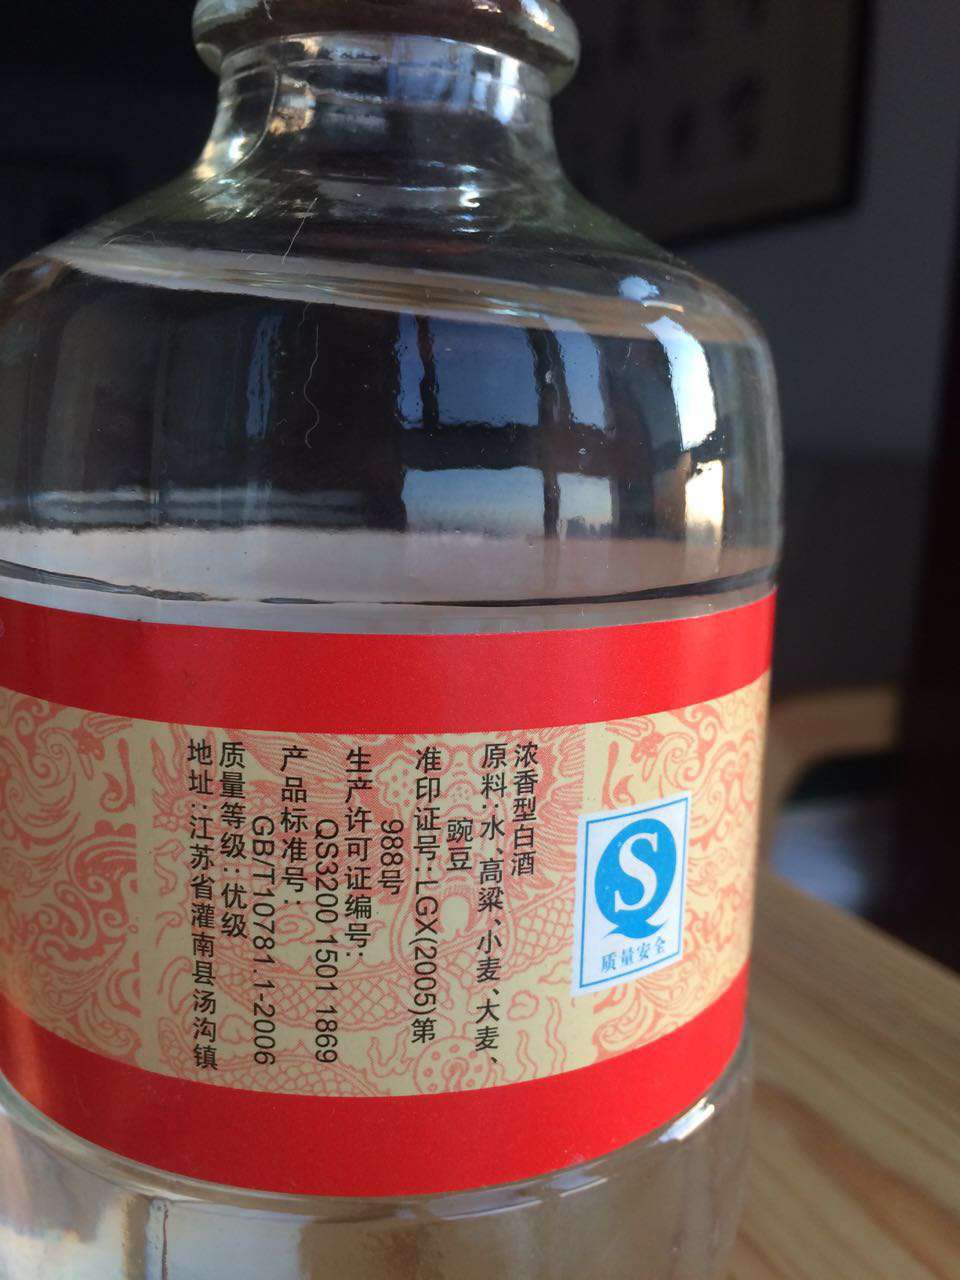 浓香型白酒
原料:水、高粱、小麦、大麦、
豌豆
准印证号:LGX(2005)第
988号
生产许可证编号:
QS3200 1501 1869
产品标准号:
GB/T10781.1-2006
质量等级:优级
地址:江苏省灌南县汤沟镇
QS
质量安全